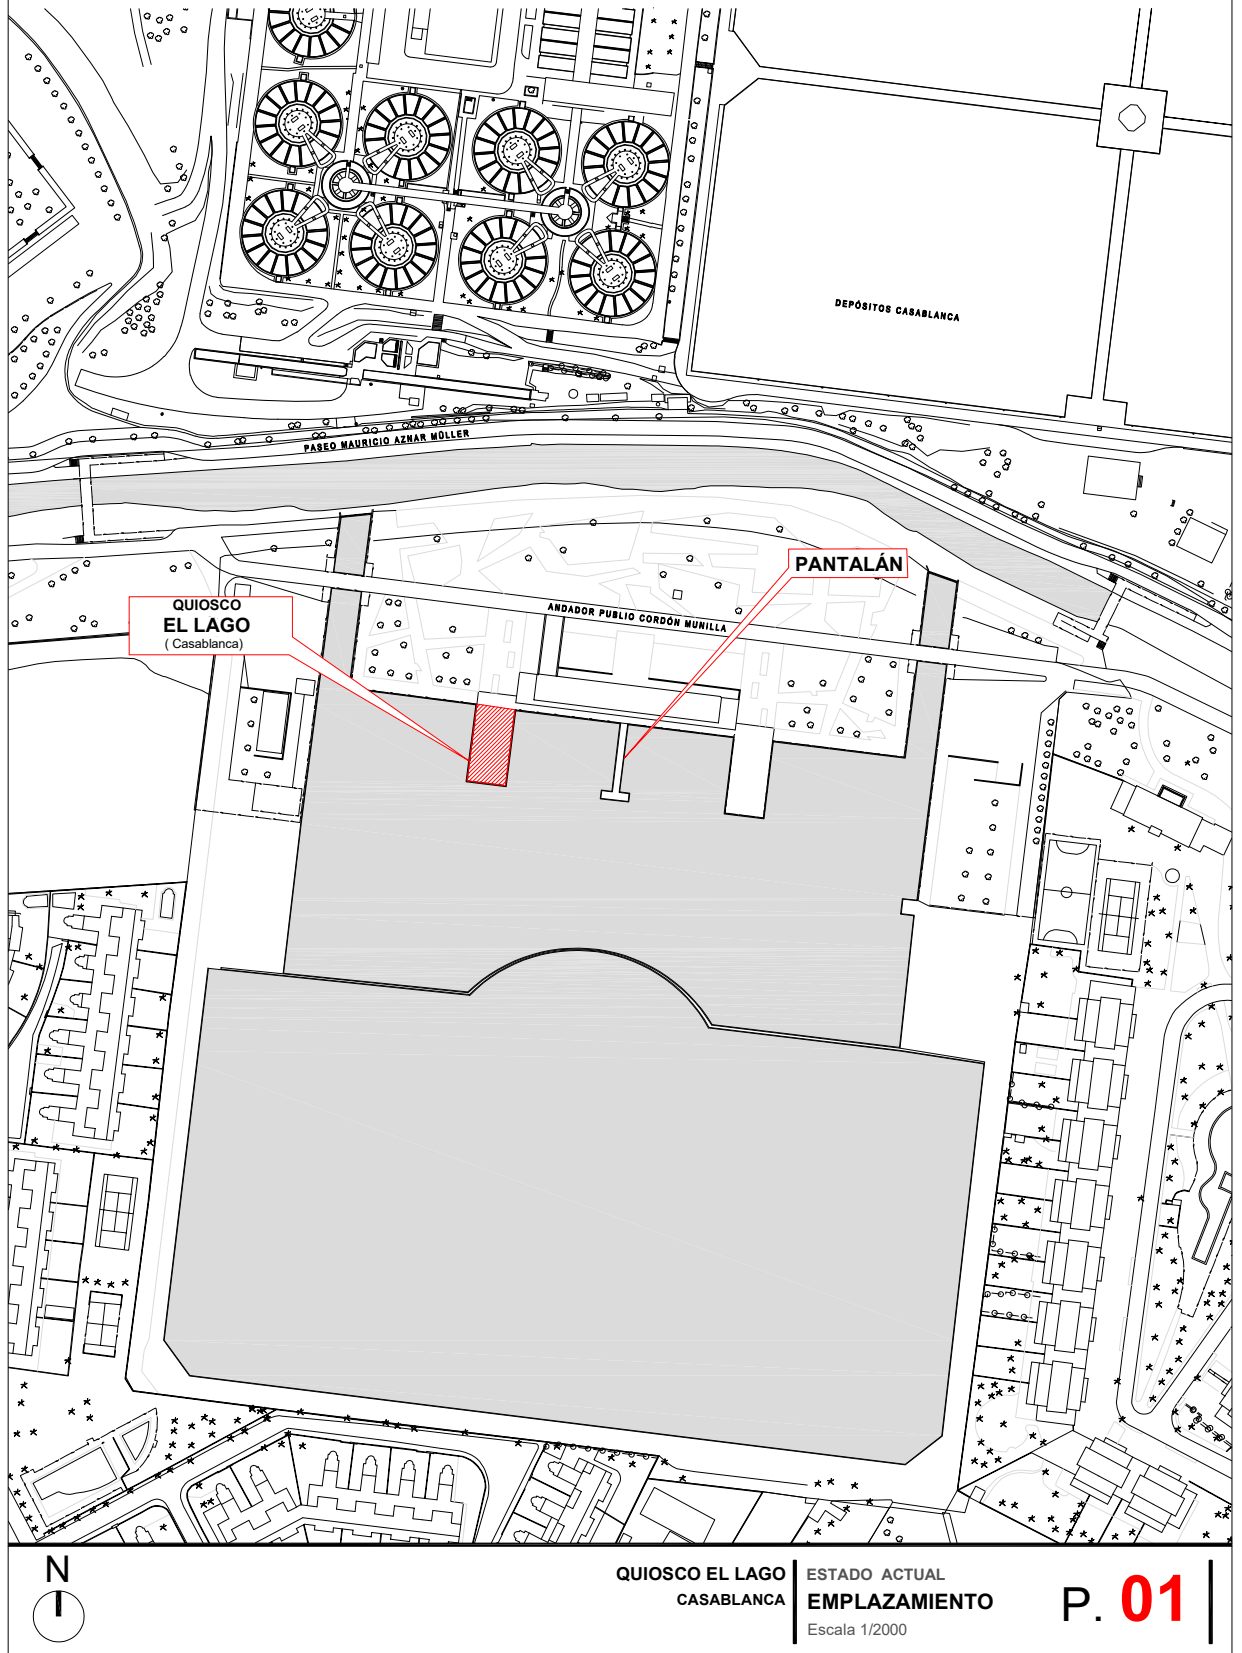 DEPÓSITOS CASABLANCA
PASEO MAURICIO AZNAR MÜLLER
PANTALÁN
QUIOSCO
EL LAGO
( Casablanca)
ANDADOR PUBLIO CORDÓN MUNILLA
N
QUIOSCO EL LAGO
CASABLANCA
ESTADO ACTUAL
EMPLAZAMIENTO
Escala 1/2000
P. 01